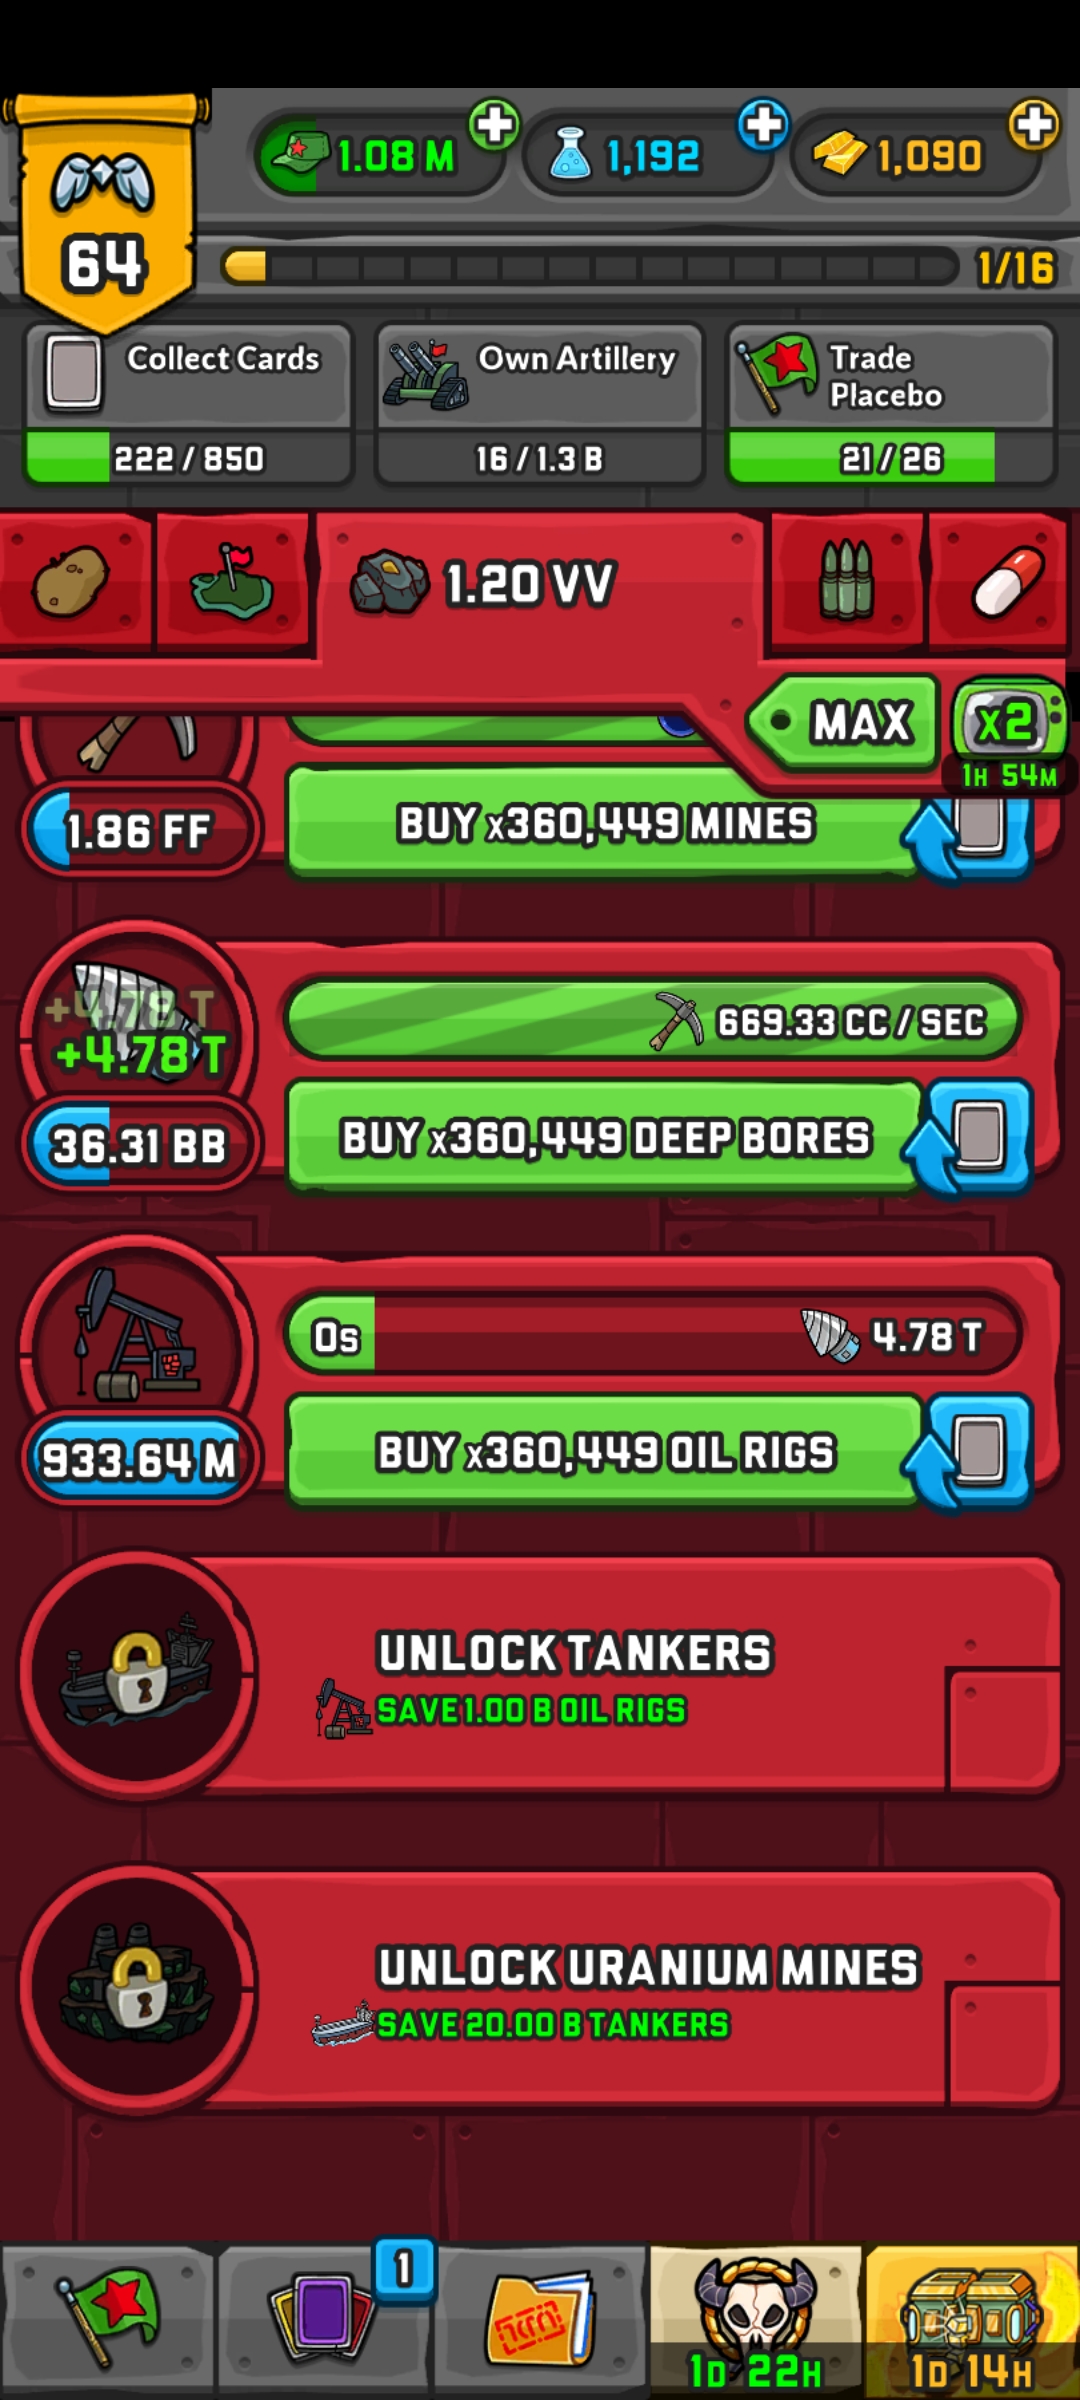 1.08 M
1,192
1,090
64
1/16
Collect Cards
222 / 850
Own Artillery
16 / 1.3 B
Trade
Placebo
21 / 26
1.20 VV
MAX
X2
1H 54M
1.86 FF
BUY x360,449 MINES
+4.78 T
+4.78 T
669.33 CC / SEC
36.31 BB
BUY x360,449 DEEP BORES
0s
4.78 T
933.64 M
BUY x360,449 OIL RIGS
UNLOCK TANKERS
SAVE 1.00 B OIL RIGS
UNLOCK URANIUM MINES
SAVE 20.00 B TANKERS
1
1D 22H
1D 14H